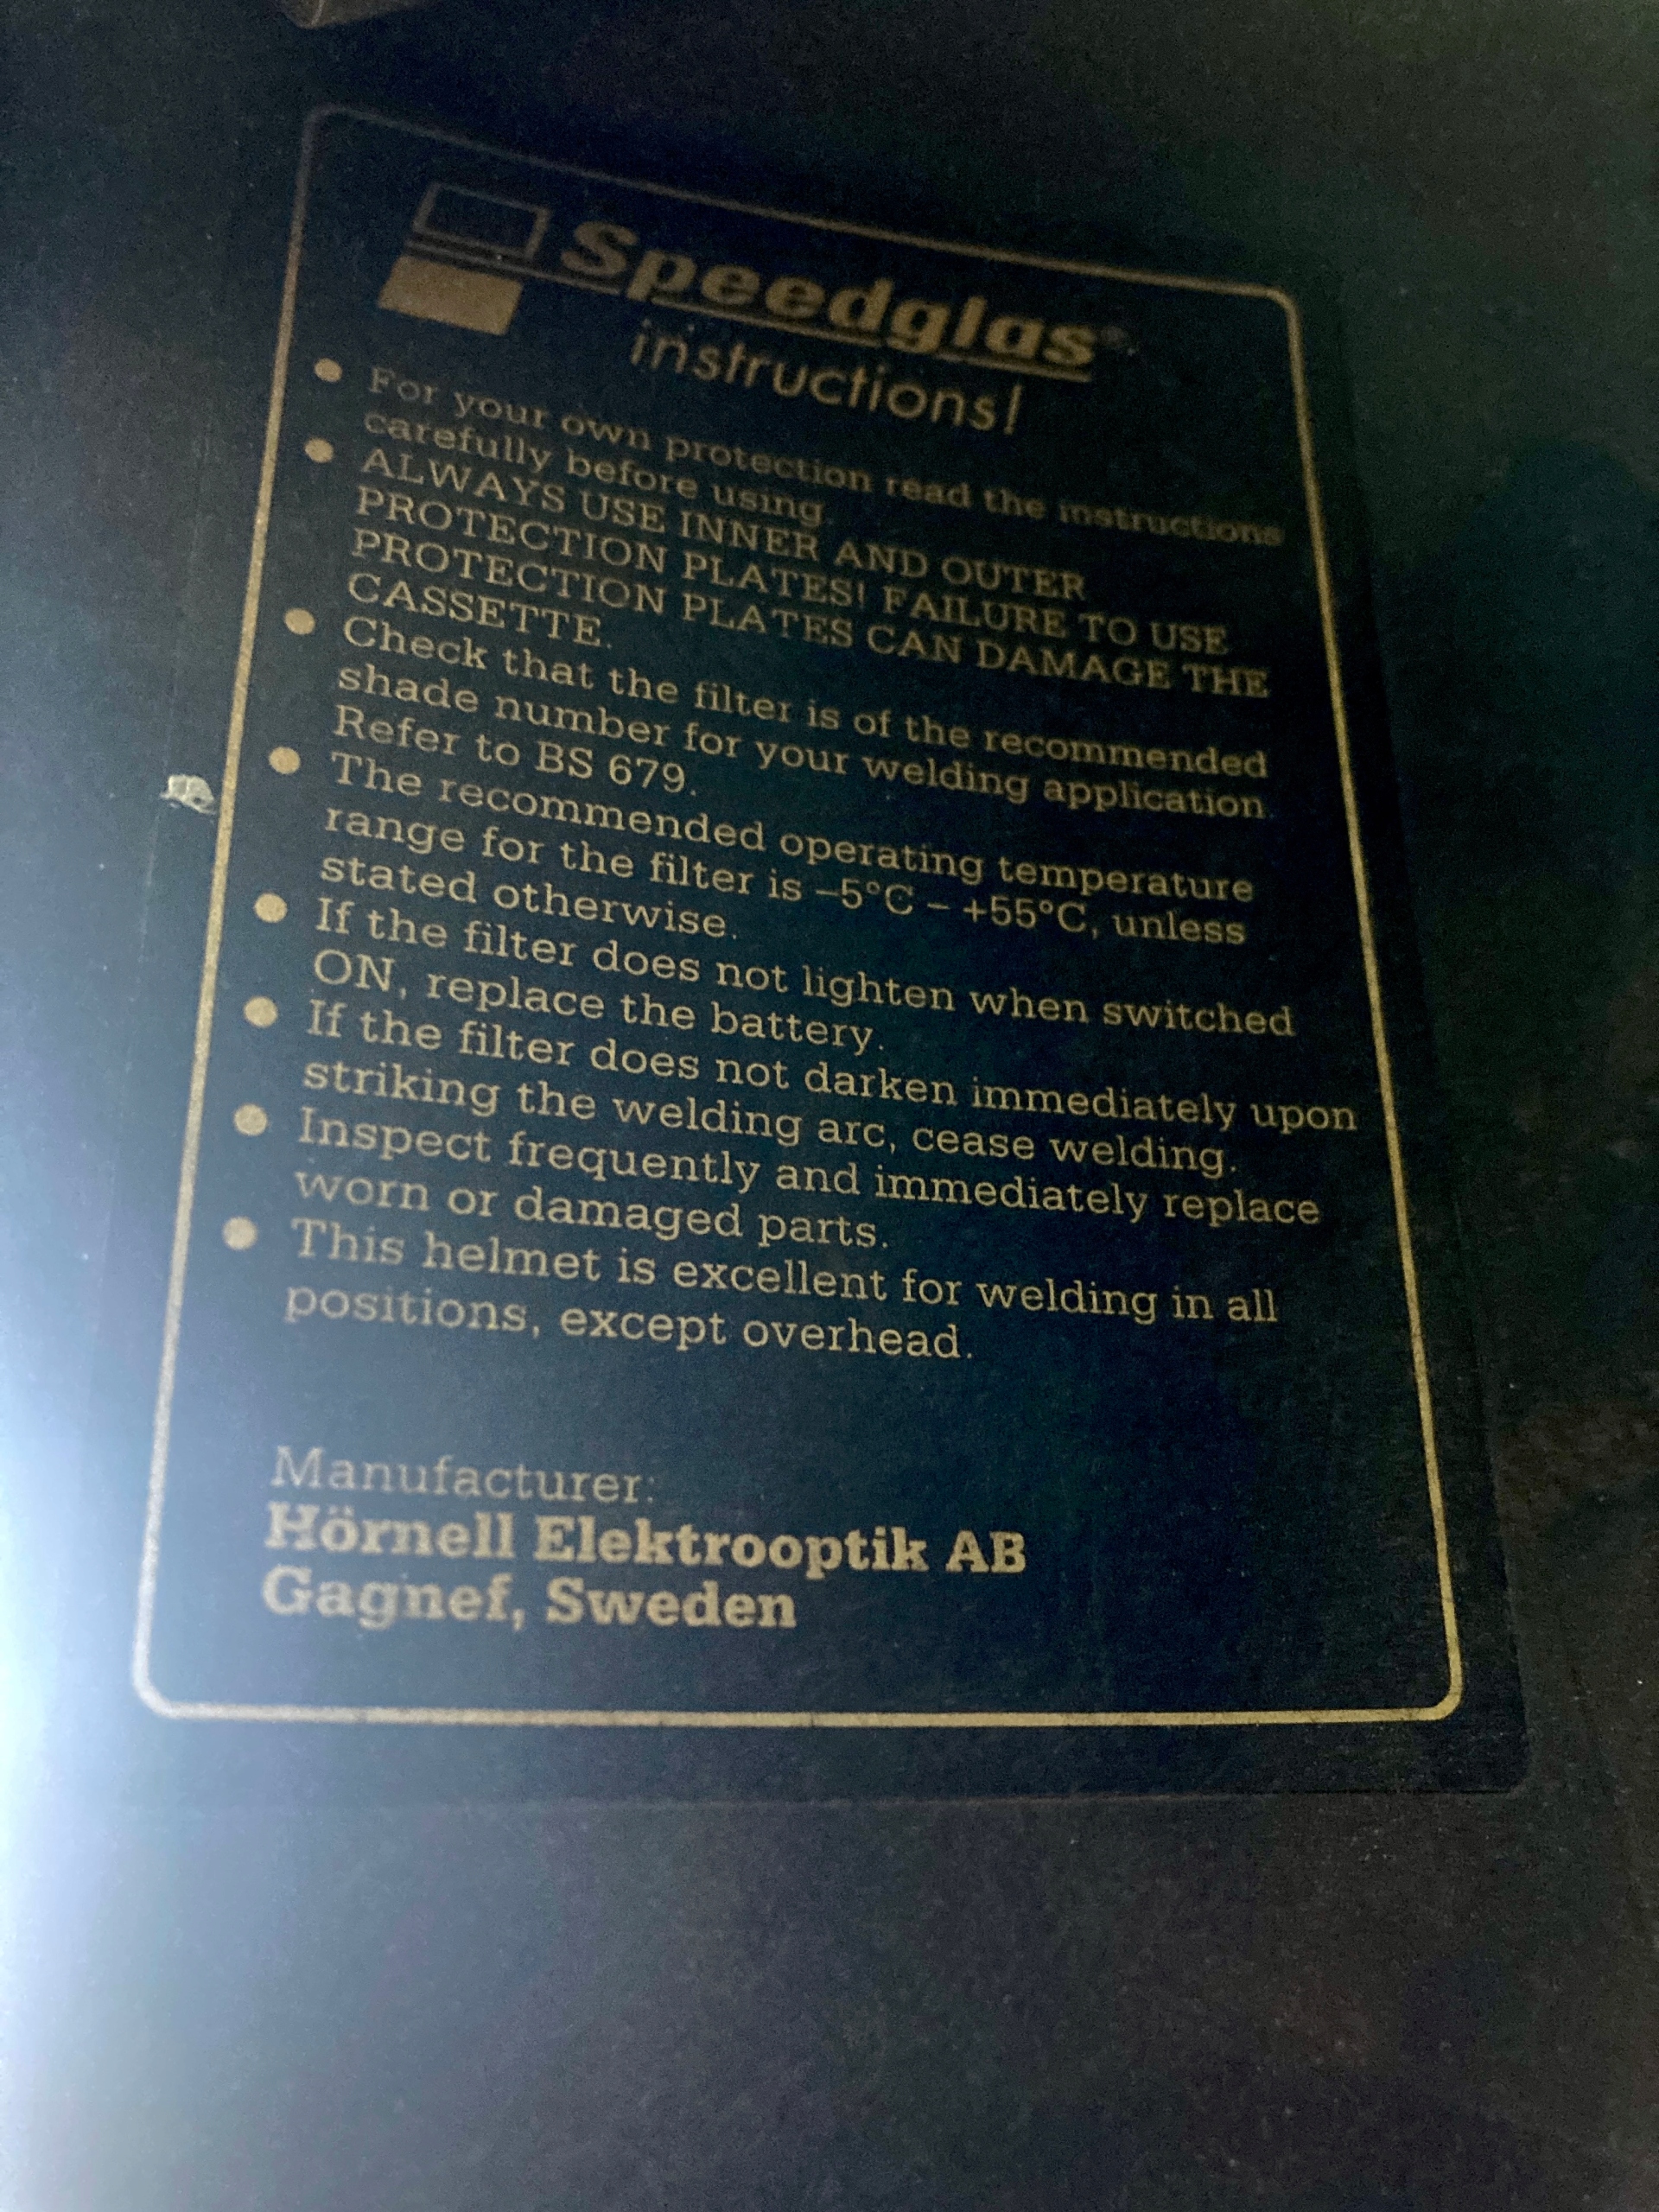 Speedglas®
instructions!
● For your own protection read the instructions
carefully before using.
● ALWAYS USE INNER AND OUTER
PROTECTION PLATES! FAILURE TO USE
PROTECTION PLATES CAN DAMAGE THE
CASSETTE.
● Check that the filter is of the recommended
shade number for your welding application.
Refer to BS 679.
● The recommended operating temperature
range for the filter is –5°C – +55°C, unless
stated otherwise.
● If the filter does not lighten when switched
ON, replace the battery.
● If the filter does not darken immediately upon
striking the welding arc, cease welding.
● Inspect frequently and immediately replace
worn or damaged parts.
● This helmet is excellent for welding in all
positions, except overhead.
Manufacturer:
Hörnell Elektrooptik AB
Gagnef, Sweden